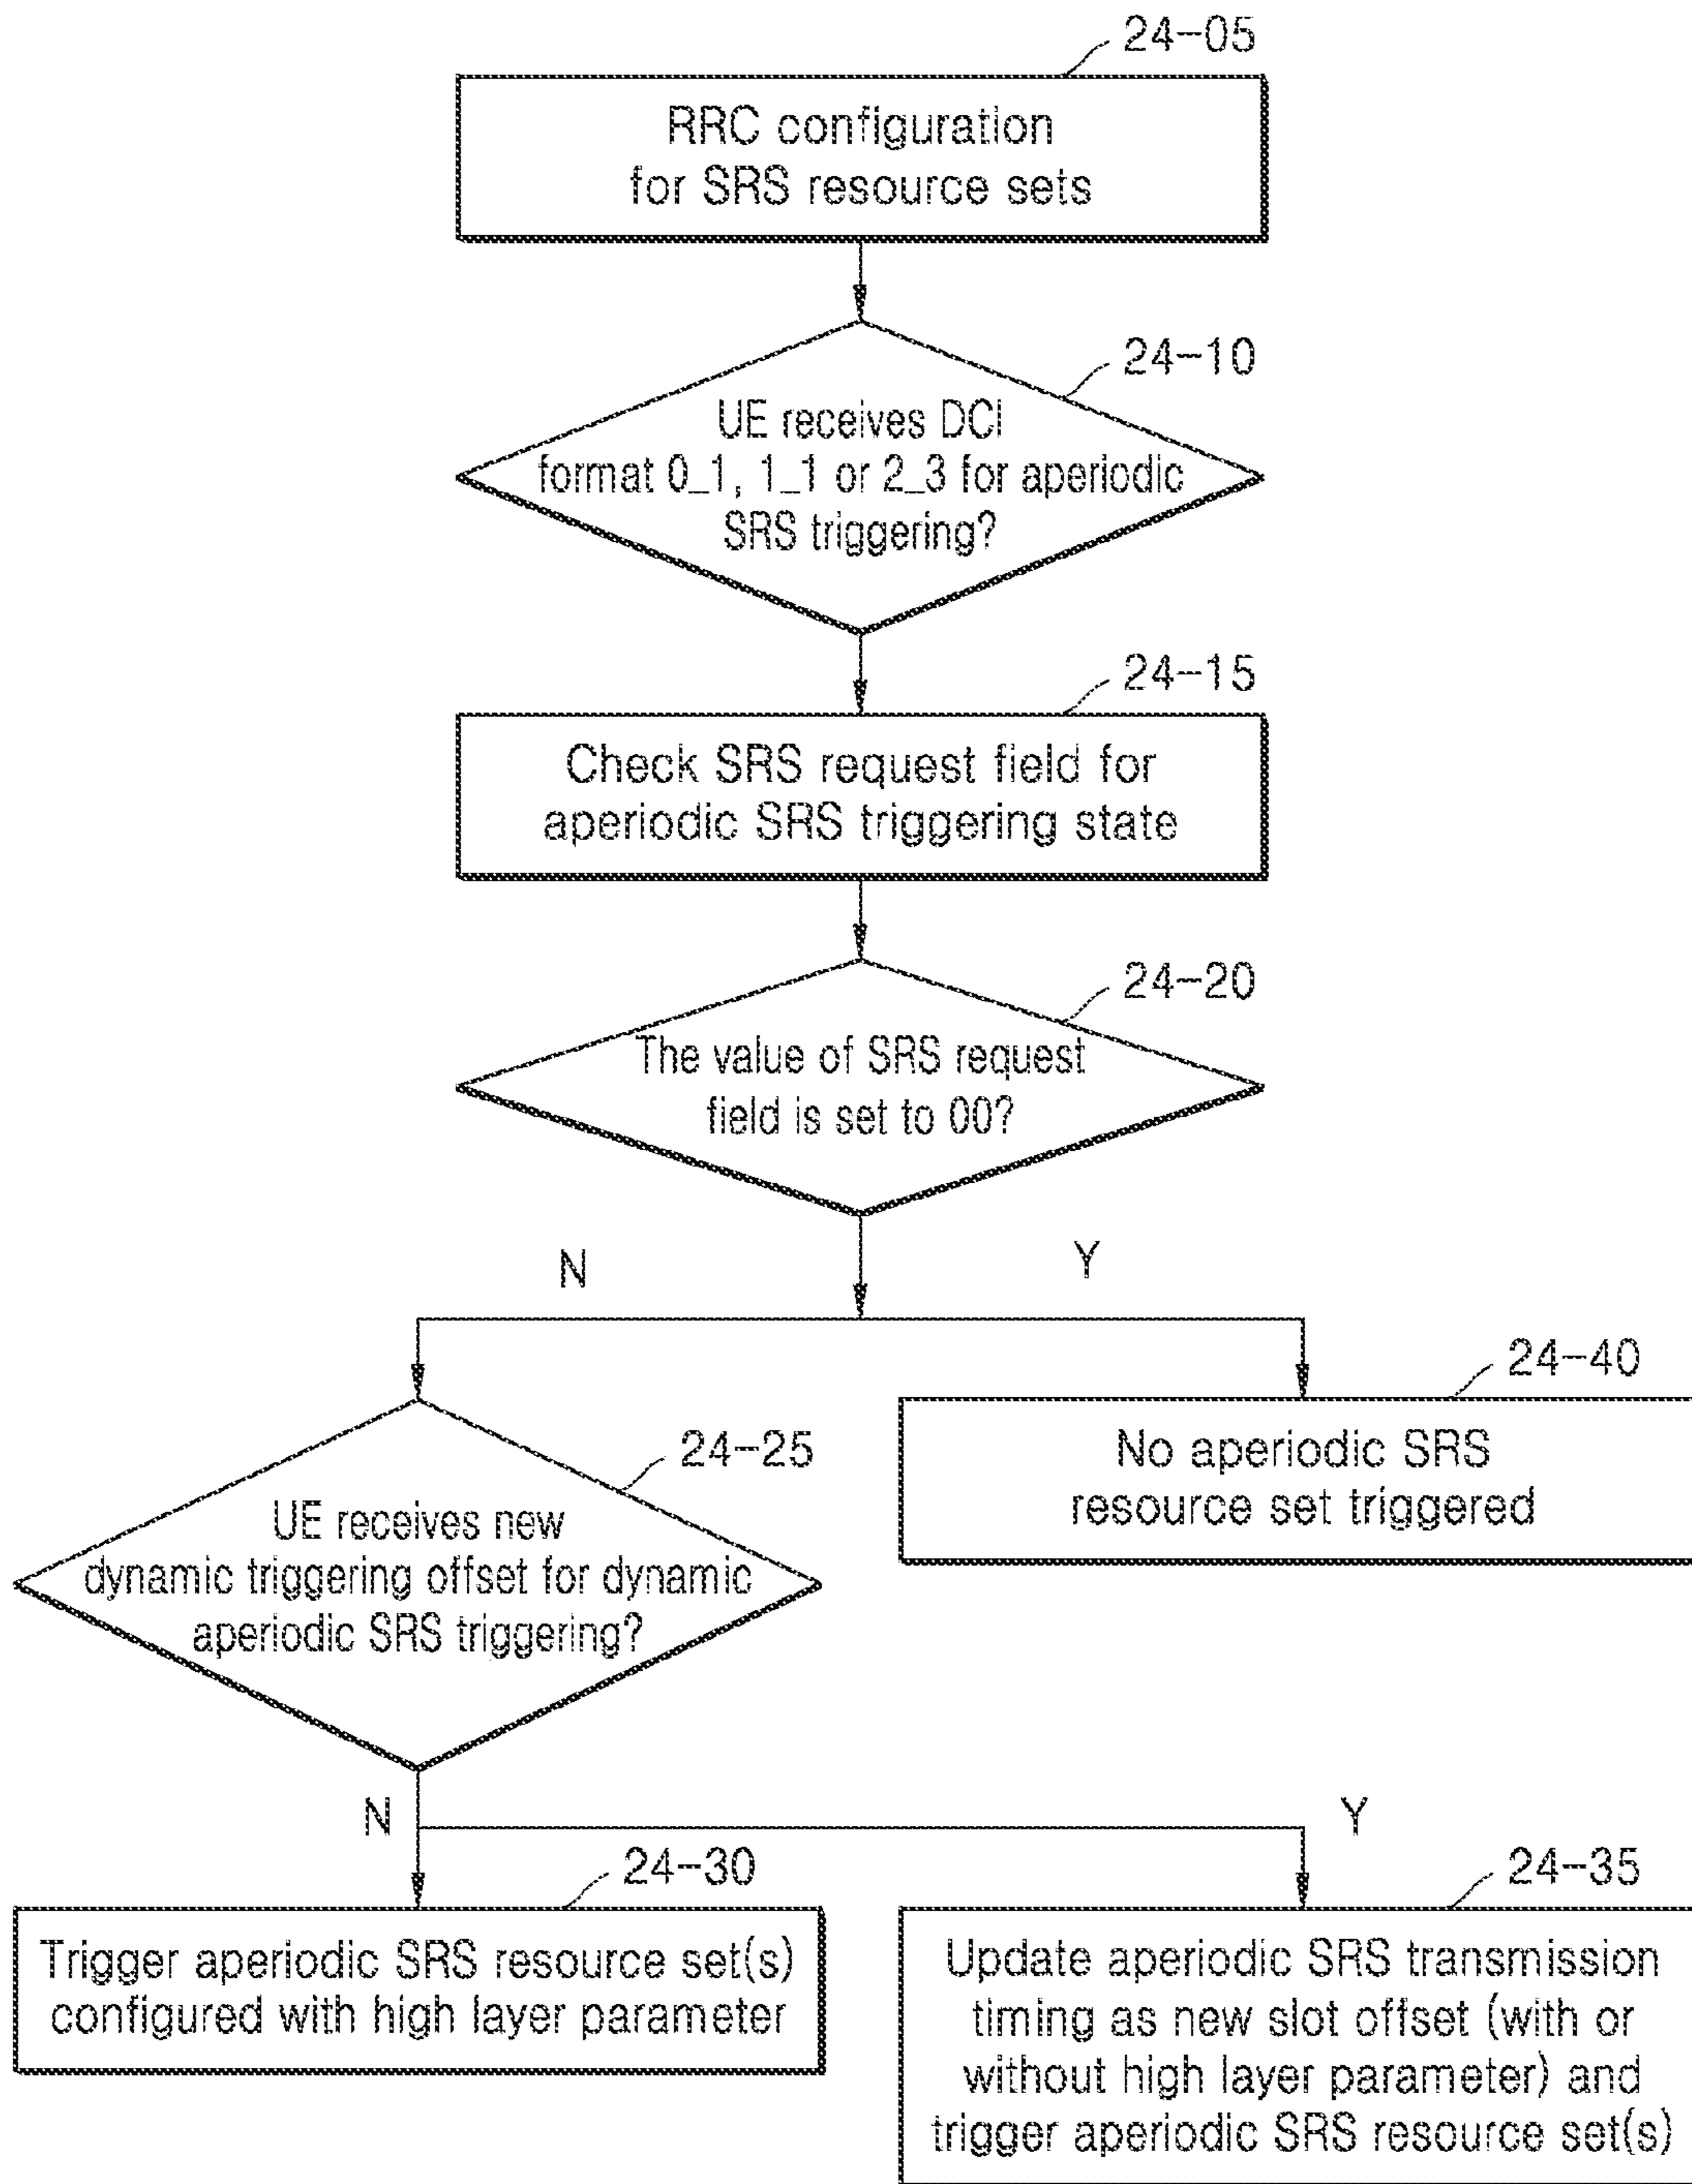 24-05
RRC configuration
for SRS resource sets
24-10
UE receives DCI
format 0_1, 1_1 or 2_3 for aperiodic
SRS triggering?
24-15
Check SRS request field for
aperiodic SRS triggering state
24-20
The value of SRS request
field is set to 00?
N
Y
24-25
UE receives new
dynamic triggering offset for dynamic
aperiodic SRS triggering?
24-40
No aperiodic SRS
resource set triggered
N
Y
24-30
Trigger aperiodic SRS resource set(s)
configured with high layer parameter
24-35
Update aperiodic SRS transmission
timing as new slot offset (with or
without high layer parameter) and
trigger aperiodic SRS resource set(s)